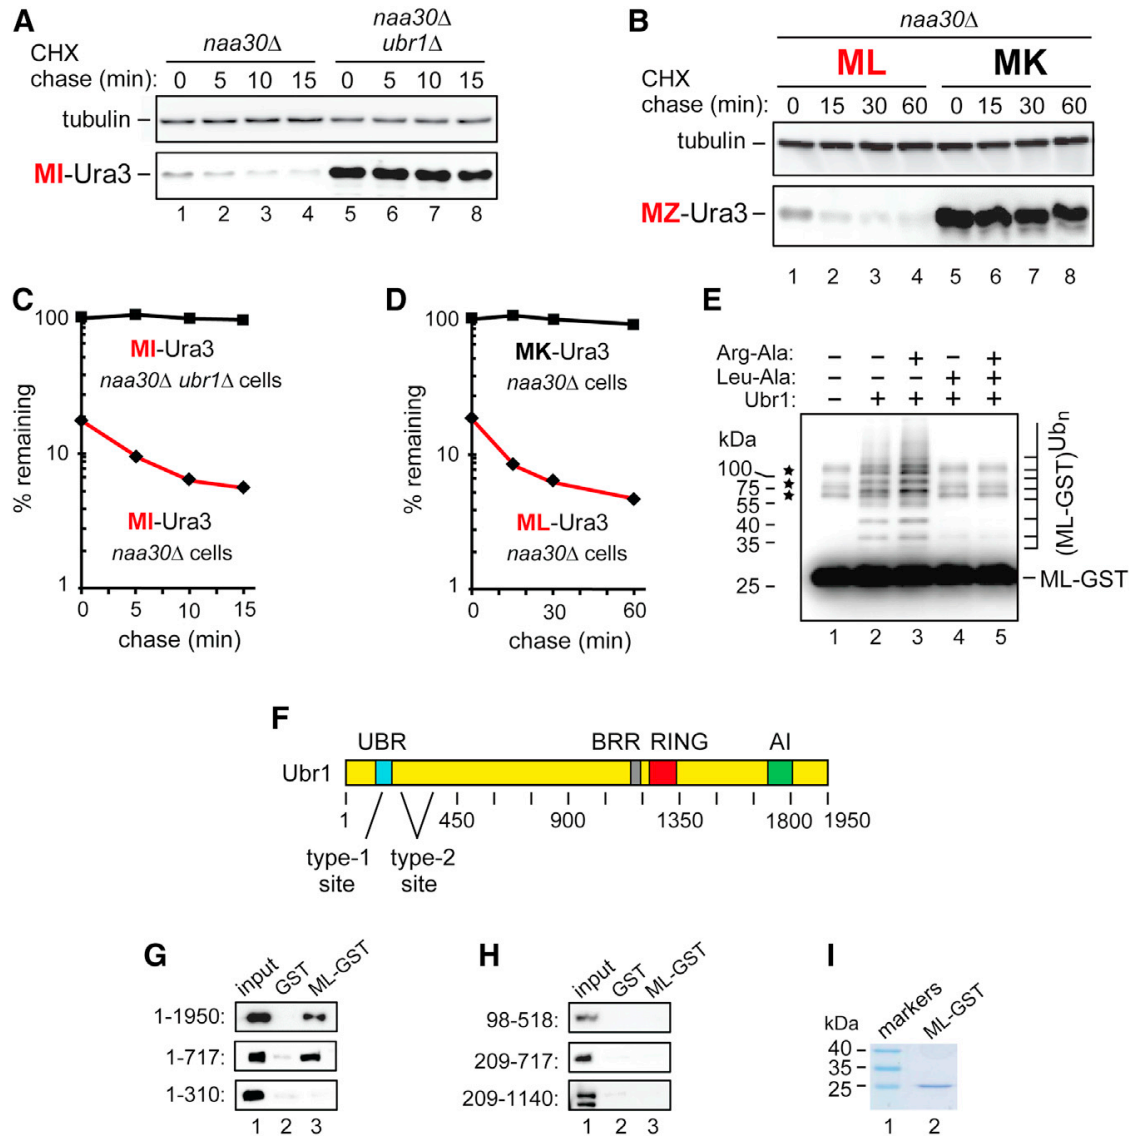 A
naa30Δ
naa30Δ ubr1Δ
CHX
chase (min): 0 5 10 15 0 5 10 15
tubulin
MI-Ura3
1 2 3 4 5 6 7 8
B
naa30Δ
ML MK
CHX
chase (min): 0 15 30 60 0 15 30 60
tubulin
MZ-Ura3
1 2 3 4 5 6 7 8
C
% remaining
100
10
1
MI-Ura3
naa30Δ ubr1Δ cells
MI-Ura3
naa30Δ cells
0 5 10 15
chase (min)
D
% remaining
100
10
1
MK-Ura3
naa30Δ cells
ML-Ura3
naa30Δ cells
0 30 60
chase (min)
E
Arg-Ala: – – + – +
Leu-Ala: – – – + +
Ubr1: – + + + +
kDa
100
75
55
40
35
25
(ML-GST)Ubn
ML-GST
1 2 3 4 5
F
UBR BRR RING AI
Ubr1
1 450 900 1350 1800 1950
type-1 site
type-2 site
G
input GST ML-GST
1-1950:
1-717:
1-310:
1 2 3
H
input GST ML-GST
98-518:
209-717:
209-1140:
1 2 3
I
markers ML-GST
kDa
40
35
25
1 2